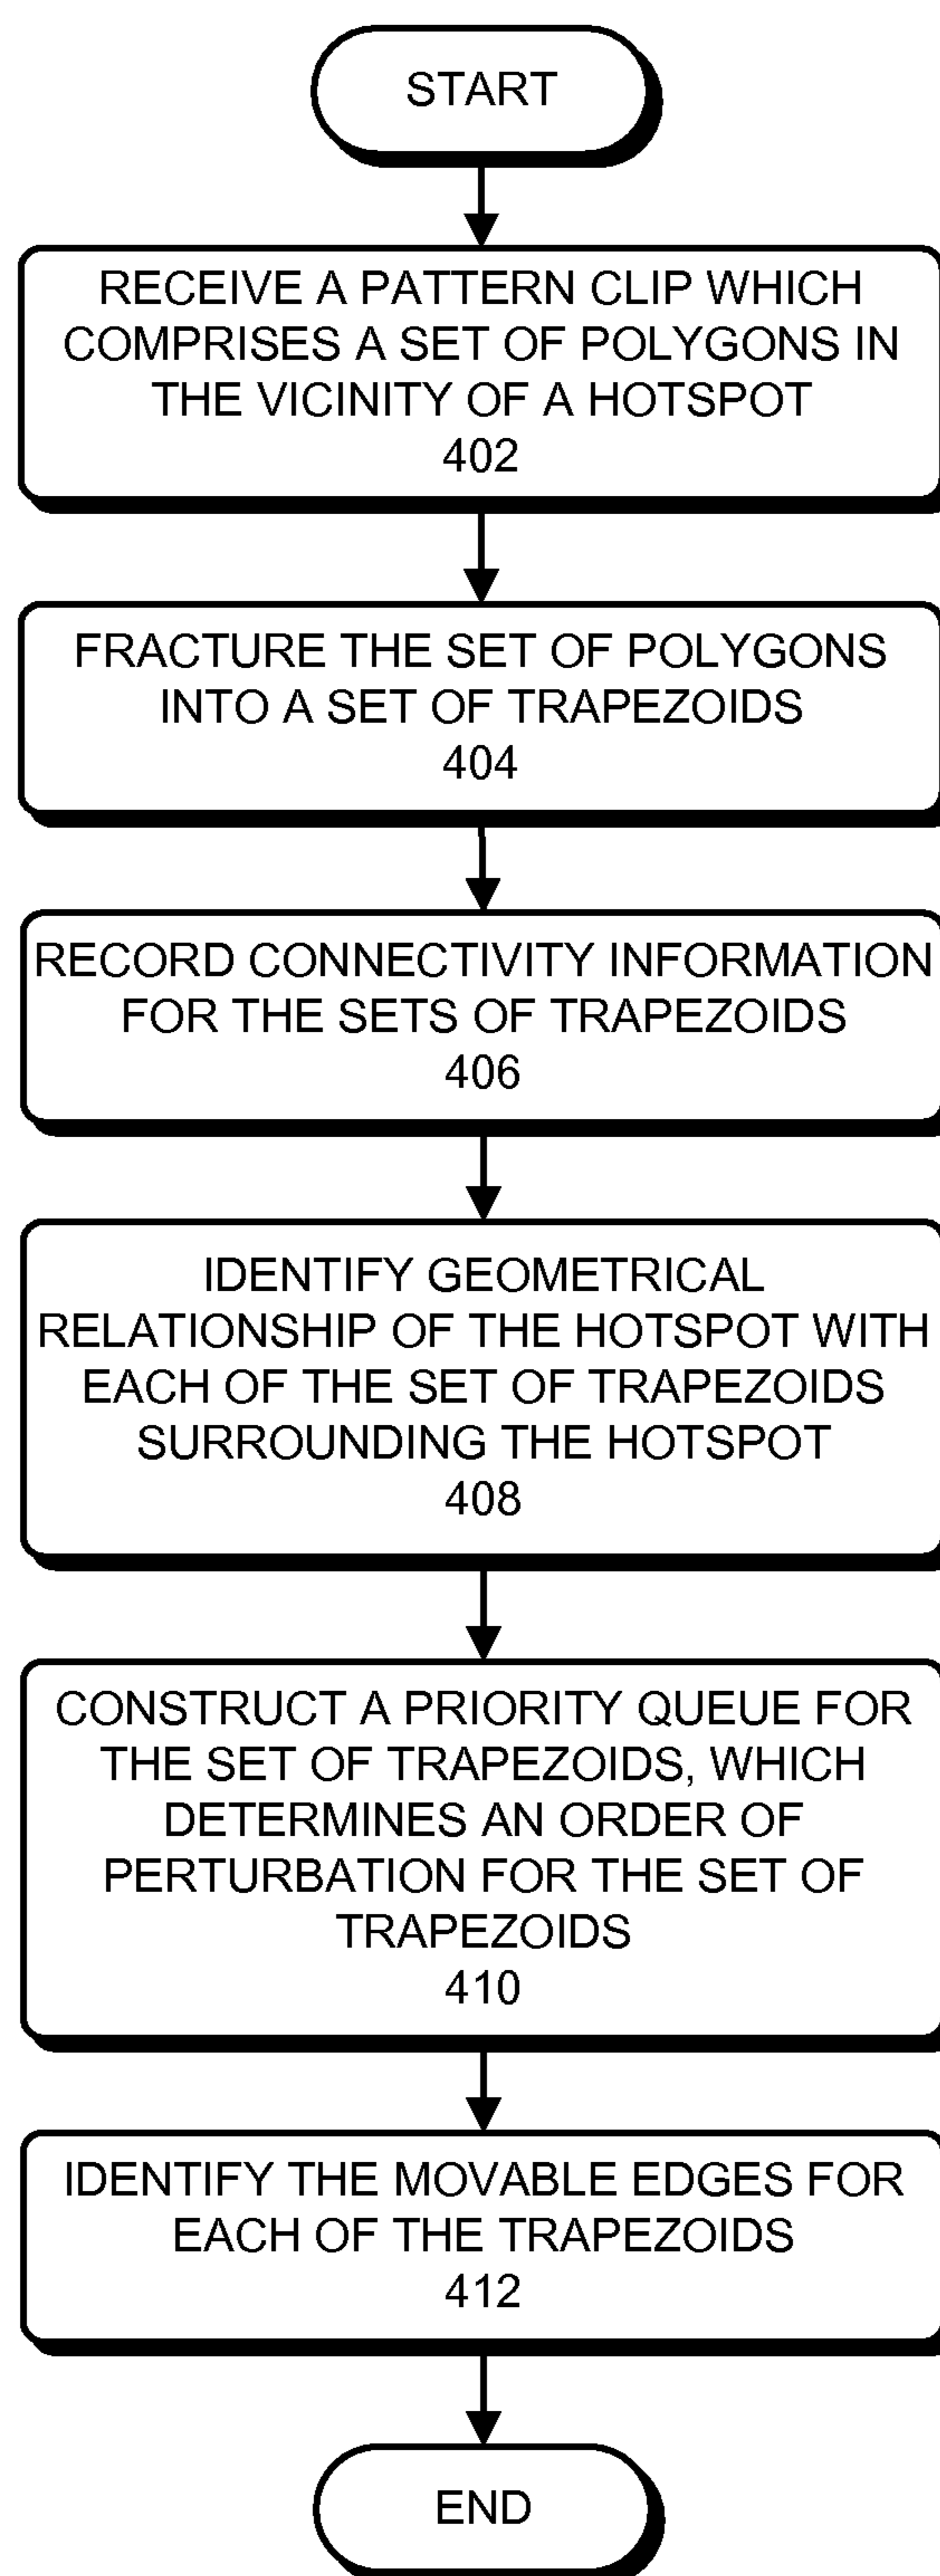 START
RECEIVE A PATTERN CLIP WHICH
COMPRISES A SET OF POLYGONS IN
THE VICINITY OF A HOTSPOT
402
FRACTURE THE SET OF POLYGONS
INTO A SET OF TRAPEZOIDS
404
RECORD CONNECTIVITY INFORMATION
FOR THE SETS OF TRAPEZOIDS
406
IDENTIFY GEOMETRICAL
RELATIONSHIP OF THE HOTSPOT WITH
EACH OF THE SET OF TRAPEZOIDS
SURROUNDING THE HOTSPOT
408
CONSTRUCT A PRIORITY QUEUE FOR
THE SET OF TRAPEZOIDS, WHICH
DETERMINES AN ORDER OF
PERTURBATION FOR THE SET OF
TRAPEZOIDS
410
IDENTIFY THE MOVABLE EDGES FOR
EACH OF THE TRAPEZOIDS
412
END